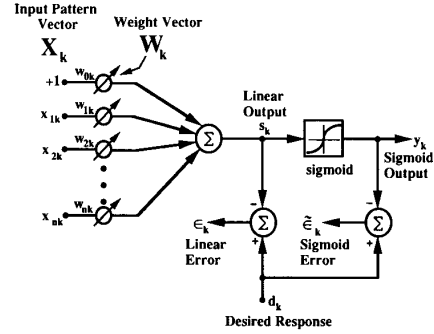 Input Pattern
Vector
X_k
Weight Vector
W_k
+1
w_0k
x_1k
w_1k
x_2k
w_2k
x_nk
w_nk
Σ
Linear
Output
s_k
sigmoid
y_k
Sigmoid
Output
−
Σ
+
∈_k
Linear
Error
−
Σ
+
∈̃_k
Sigmoid
Error
d_k
Desired Response